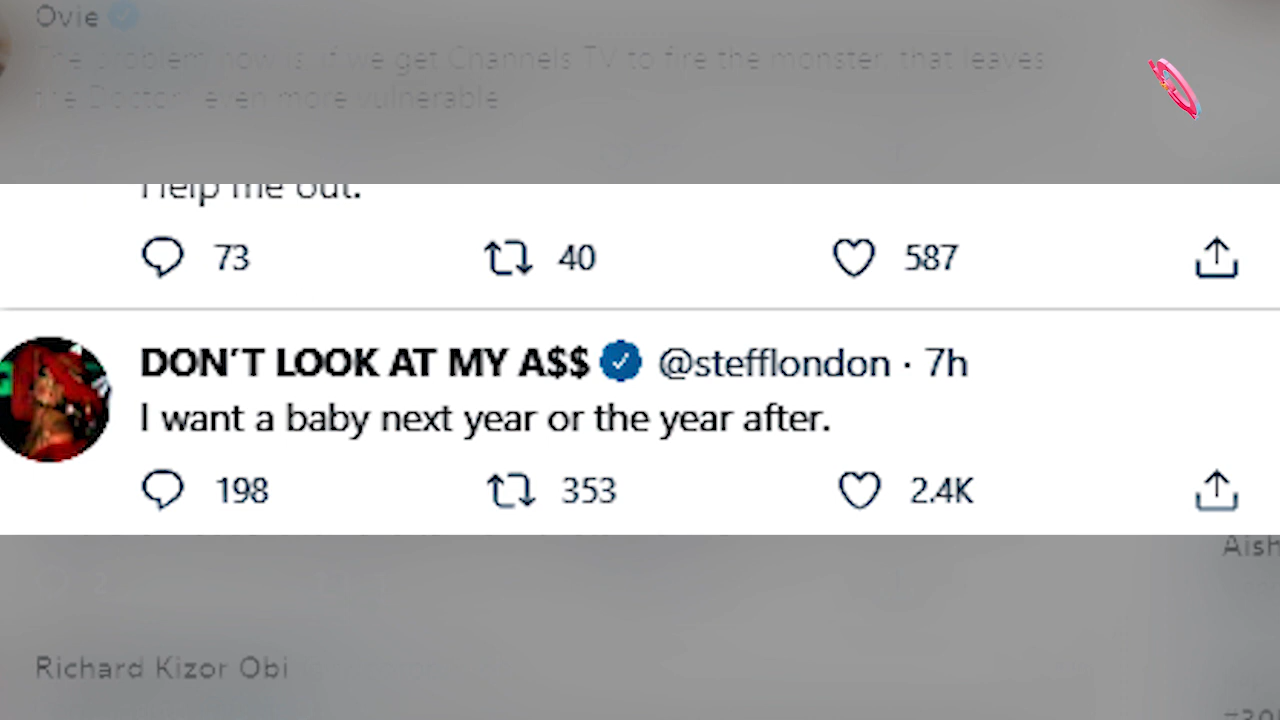 Ovie
The problem now is, if we get Channels TV to fire the monster, that leaves
the Doctor even more vulnerable
Help me out.
73 40 587
DON’T LOOK AT MY A$$ @stefflondon · 7h
I want a baby next year or the year after.
198 353 2.4K
Aish
Richard Kizor Obi